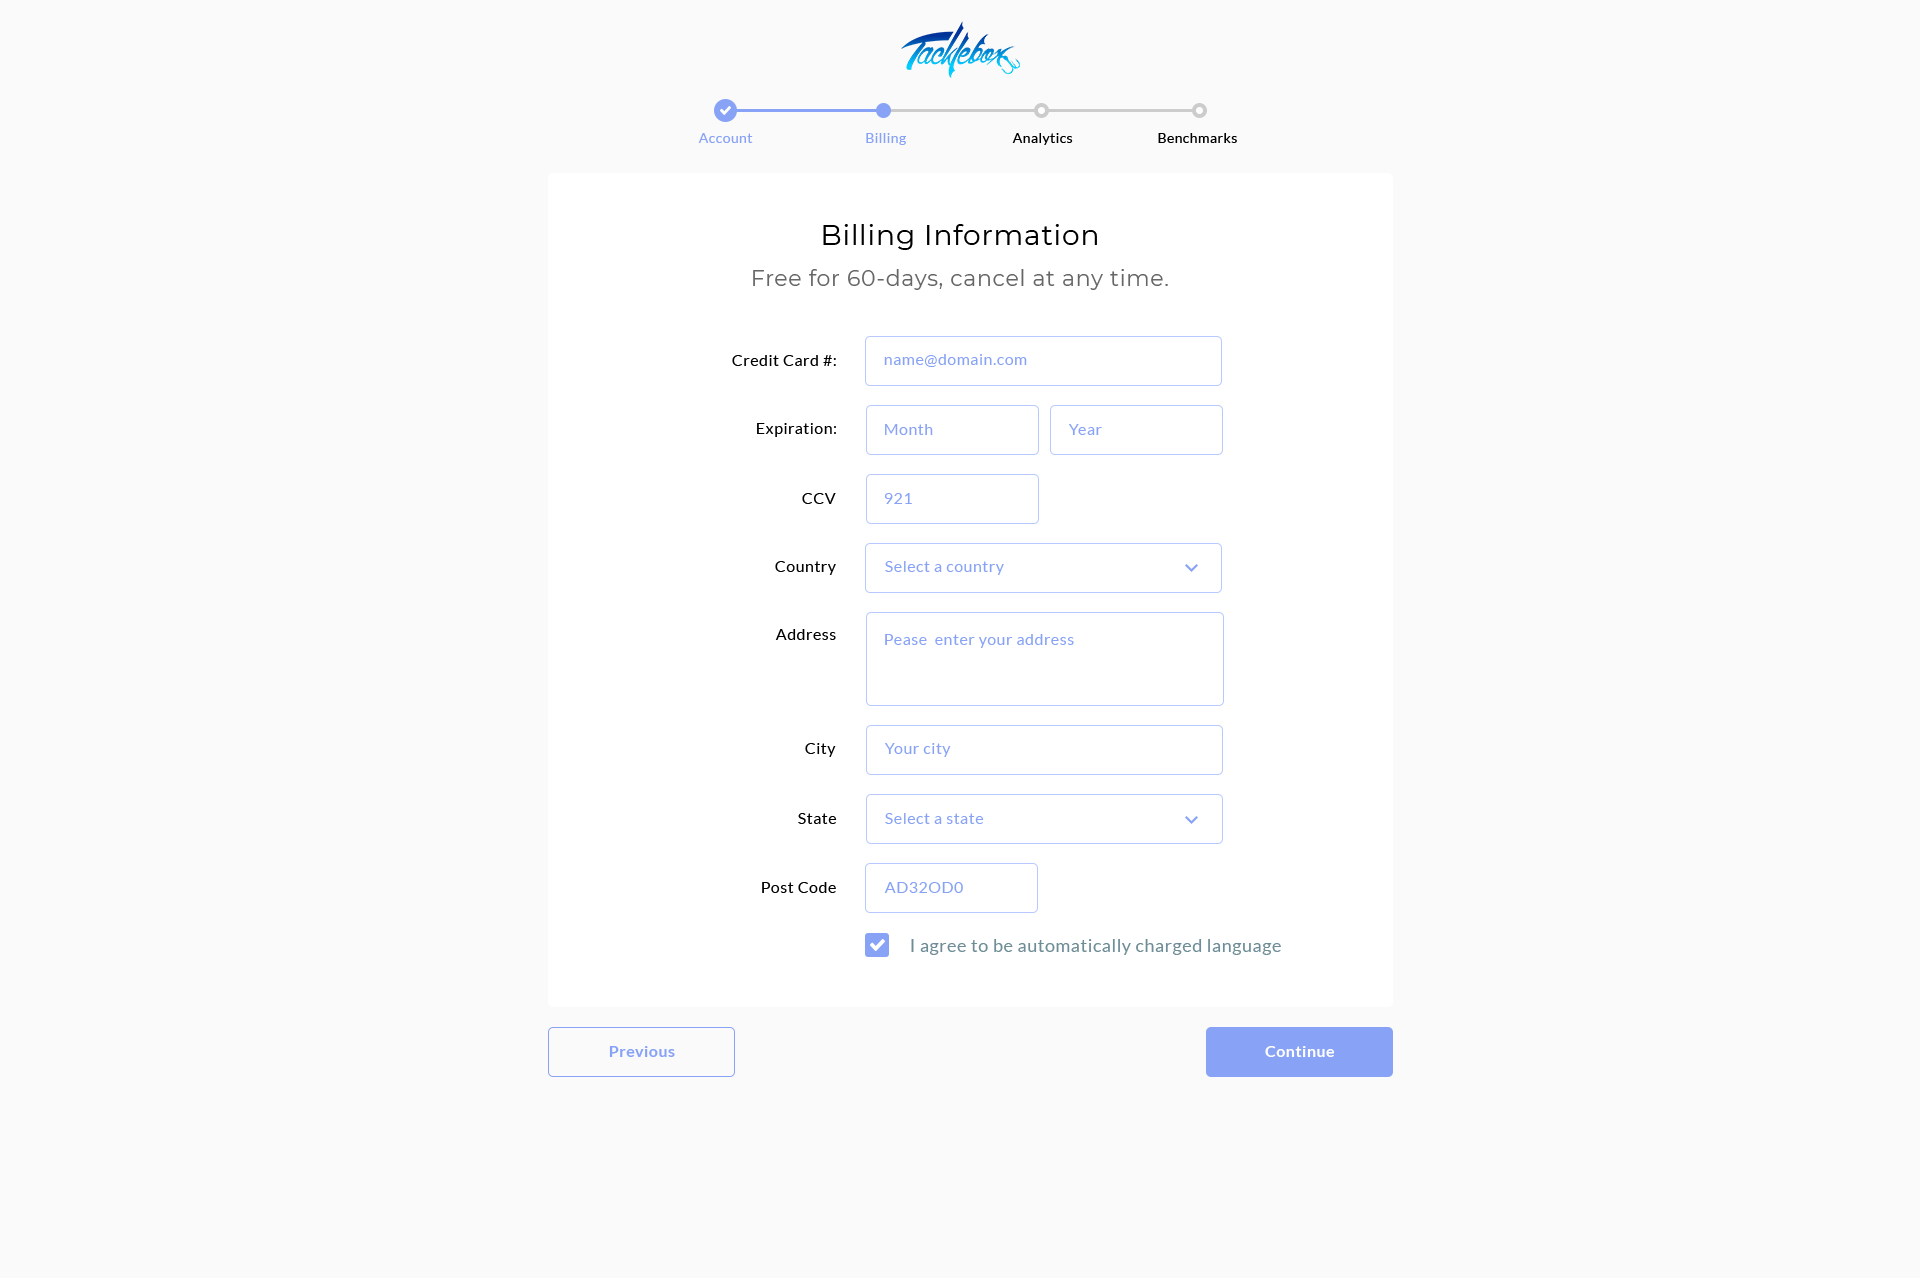 Tacklebox
Account Billing Analytics Benchmarks
Billing Information
Free for 60-days, cancel at any time.
Credit Card #: name@domain.com
Expiration: Month Year
CCV 921
Country Select a country
Address Pease enter your address
City Your city
State Select a state
Post Code AD32OD0
I agree to be automatically charged language
Previous Continue